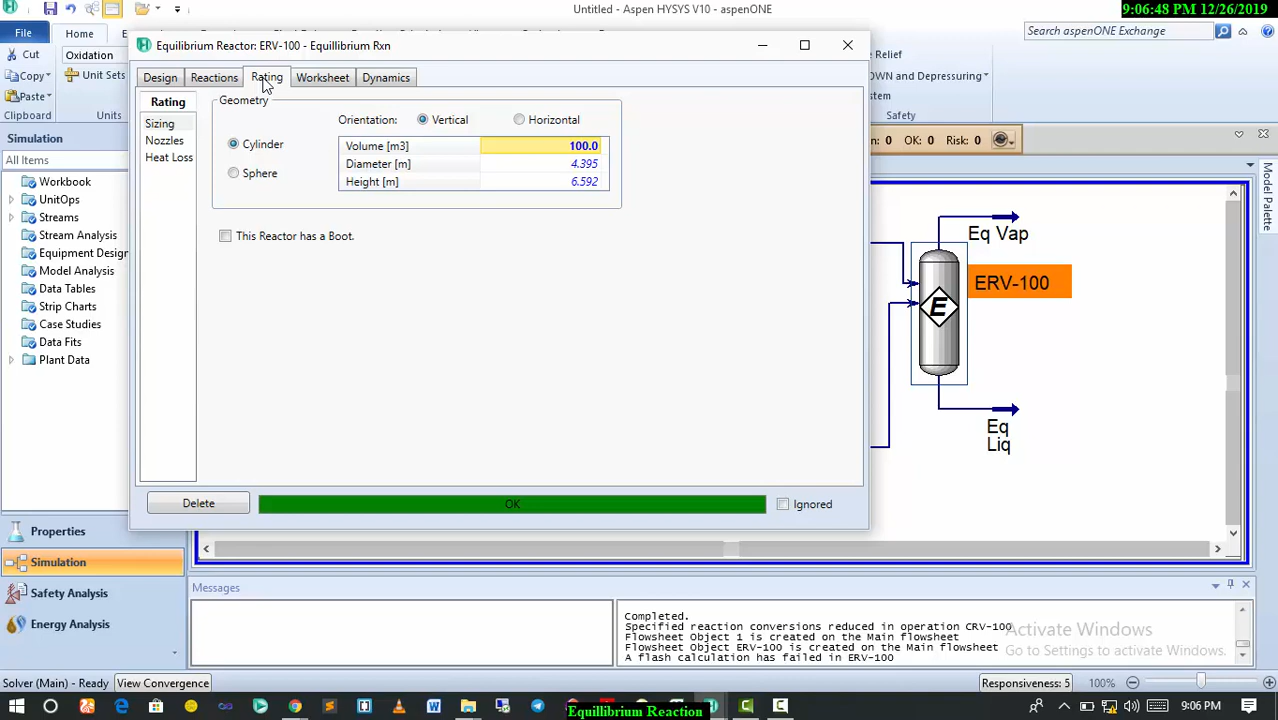 Untitled - Aspen HYSYS V10 - aspenONE
9:06:48 PM 12/26/2019
File
Home
Search aspenONE Exchange
Cut
Oxidation
e Relief
Copy
Unit Sets
OWN and Depressuring
Paste
stem
Clipboard
Units
Safety
Equilibrium Reactor: ERV-100 - Equilibrium Rxn
Design
Reactions
Rating
Worksheet
Dynamics
Rating
Sizing
Nozzles
Heat Loss
Geometry
Orientation:
Vertical
Horizontal
Cylinder
Sphere
Volume [m3]
100.0
Diameter [m]
4.395
Height [m]
6.592
This Reactor has a Boot.
Delete
OK
Ignored
Simulation
All Items
Workbook
UnitOps
Streams
Stream Analysis
Equipment Design
Model Analysis
Data Tables
Strip Charts
Case Studies
Data Fits
Plant Data
Properties
Simulation
Safety Analysis
Energy Analysis
n: 0 OK: 0 Risk: 0
Model Palette
Eq Vap
ERV-100
E
Eq
Liq
Messages
Completed.
Specified reaction conversions reduced in operation CRV-100
Flowsheet Object 1 is created on the Main flowsheet
Flowsheet Object ERV-100 is created on the Main flowsheet
A flash calculation has failed in ERV-100
Activate Windows
Go to Settings to activate Windows.
Solver (Main) - Ready
View Convergence
Responsiveness: 5
100%
Equillibrium Reaction
9:06 PM